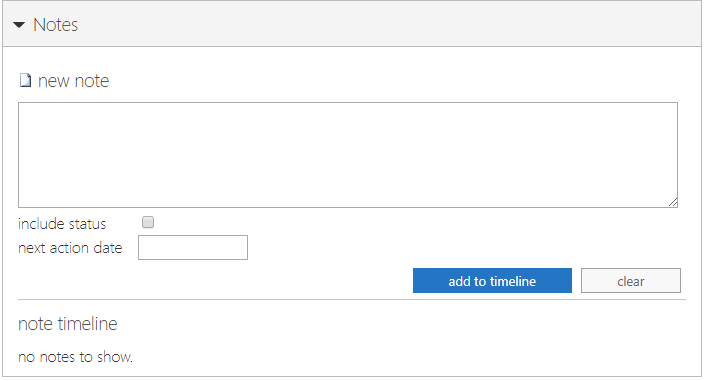 Notes
new note
include status
next action date
add to timeline clear
note timeline
no notes to show.